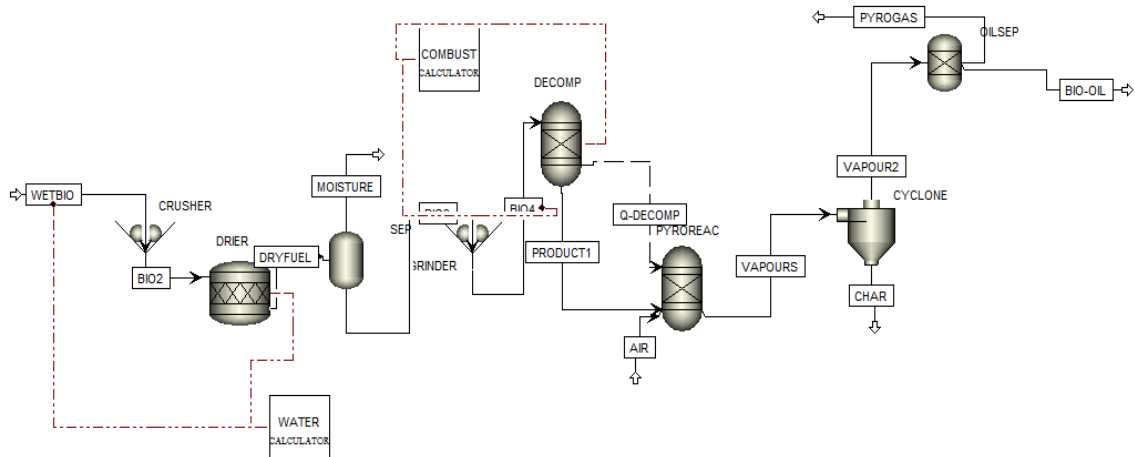 PYROGAS
OILSEP
COMBUST
CALCULATOR
DECOMP
BIO-OIL
MOISTURE
VAPOUR2
WETBIO
CRUSHER
BIO4
Q-DECOMP
CYCLONE
SEP
DRIER
DRYFUEL
PRODUCT1
PYROREAC
VAPOURS
BIO2
CHAR
AIR
WATER
CALCULATOR